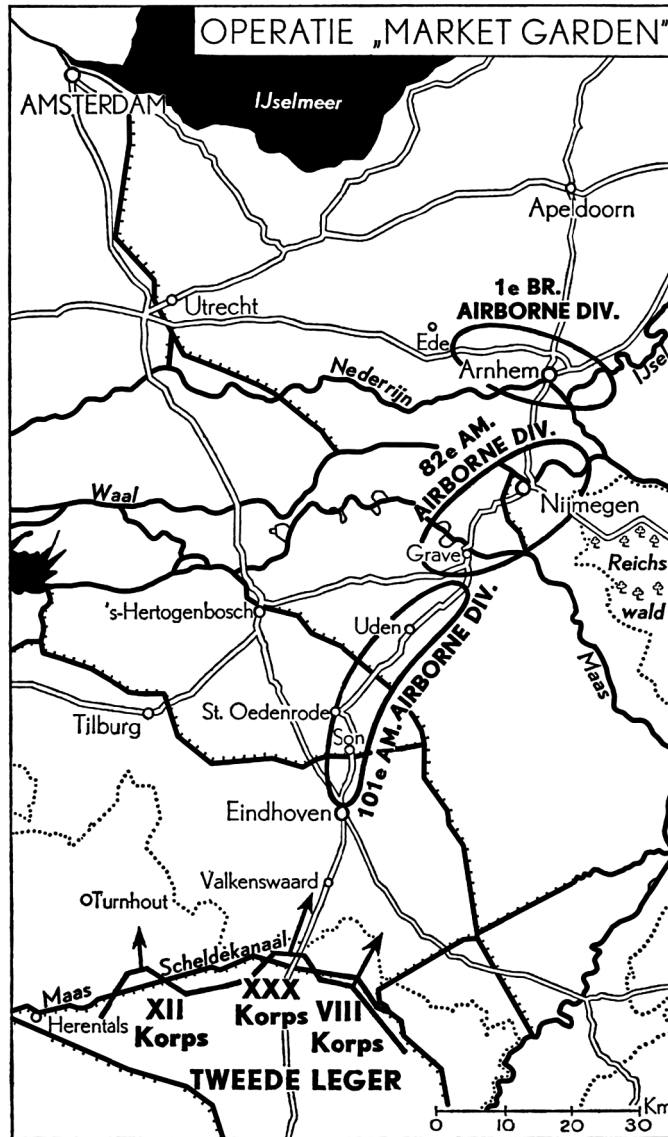 OPERATIE „MARKET GARDEN"
AMSTERDAM
IJselmeer
Apeldoorn
Utrecht
1e BR.
AIRBORNE DIV.
Ede
Arnhem
IJsel
Nederrijn
82e AM.
AIRBORNE DIV.
Waal
Nijmegen
Grave
Reichs
wald
's-Hertogenbosch
Uden
Maas
101e AM. AIRBORNE DIV.
St. Oedenrode
Tilburg
Son
Eindhoven
Valkenswaard
Turnhout
Maas
Scheldekanaal
Herentals
XII
Korps
XXX
Korps
VIII
Korps
TWEEDE LEGER
0 10 20 30 Km